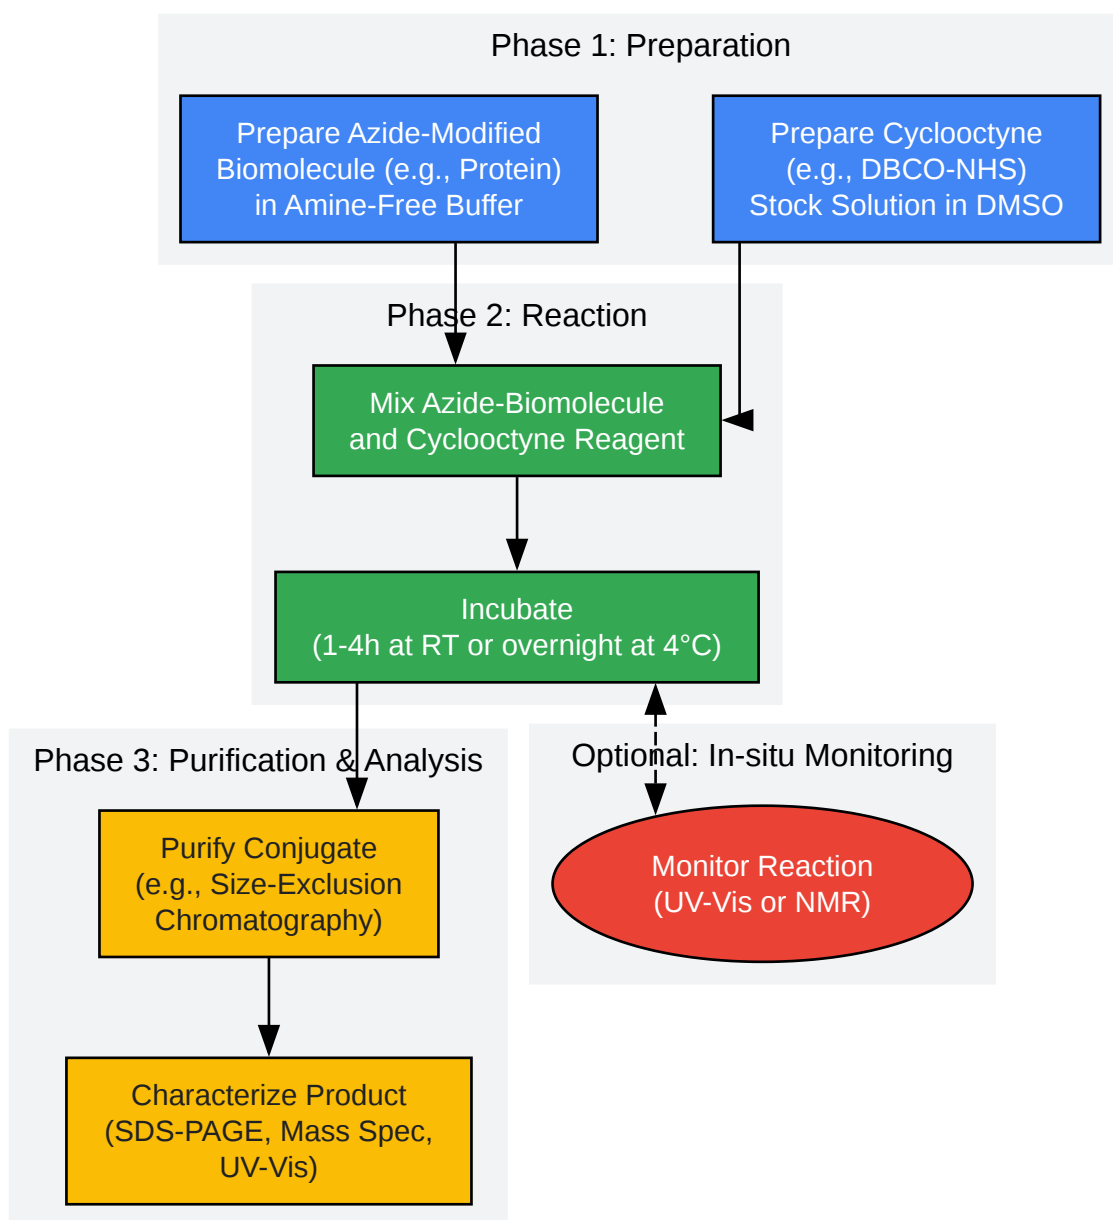 Phase 1: Preparation
Prepare Azide-Modified
Biomolecule (e.g., Protein)
in Amine-Free Buffer
Prepare Cyclooctyne
(e.g., DBCO-NHS)
Stock Solution in DMSO
Phase 2: Reaction
Mix Azide-Biomolecule
and Cyclooctyne Reagent
Incubate
(1-4h at RT or overnight at 4°C)
Phase 3: Purification & Analysis
Purify Conjugate
(e.g., Size-Exclusion
Chromatography)
Characterize Product
(SDS-PAGE, Mass Spec,
UV-Vis)
Optional: In-situ Monitoring
Monitor Reaction
(UV-Vis or NMR)